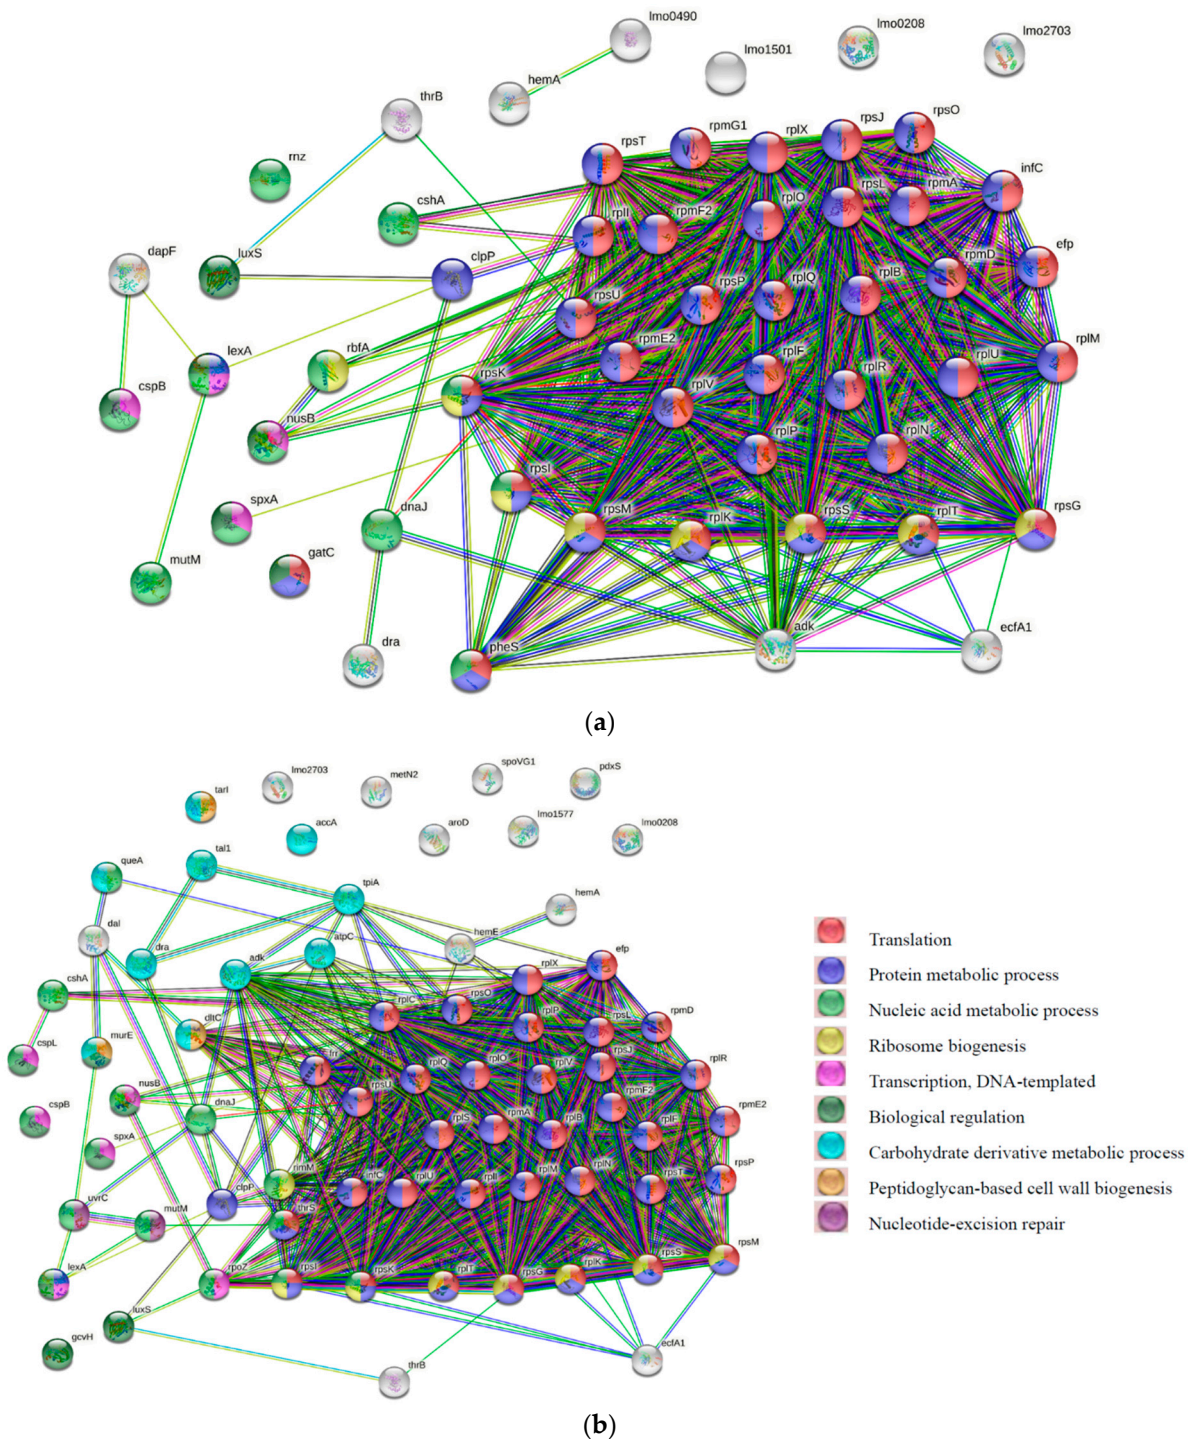 lmo0490
lmo0208
lmo2703
lmo1501
hemA
thrB
rpsT
rpmG1
rplX
rpsJ
rpsO
rnz
infC
cshA
rplI
rpmF2
rplO
rpsL
rpmA
dapF
luxS
clpP
efp
rpsU
rpsP
rplQ
rplB
rpmD
lexA
rbfA
rpmE2
rplF
rplR
rplU
rplM
cspB
nusB
rpsK
rplV
rplP
rplN
spxA
rpsI
dnaJ
rpsM
rplK
rpsS
rplT
rpsG
mutM
gatC
dra
pheS
adk
ecfA1
(a)
lmo2703
metN2
spoVG1
pdxS
tarI
accA
aroD
lmo1577
lmo0208
queA
tal1
tpiA
hemA
dal
dra
atpC
hemE
efp
adk
rplX
cshA
rplC
rpsO
rplP
rpsL
rpmD
dltC
cspL
murE
frr
rplQ
rplO
rplV
rpsJ
rplR
nusB
rpsU
rpmF2
cspB
dnaJ
rplS
rpmA
rplB
rplF
rpmE2
spxA
rimM
infC
rplU
rplI
rplM
rplN
rpsT
rpsP
clpP
uvrC
mutM
thrS
lexA
rpoZ
rpsI
rpsK
rplT
rpsG
rplK
rpsS
rpsM
luxS
gcvH
thrB
ecfA1
Translation
Protein metabolic process
Nucleic acid metabolic process
Ribosome biogenesis
Transcription, DNA-templated
Biological regulation
Carbohydrate derivative metabolic process
Peptidoglycan-based cell wall biogenesis
Nucleotide-excision repair
(b)